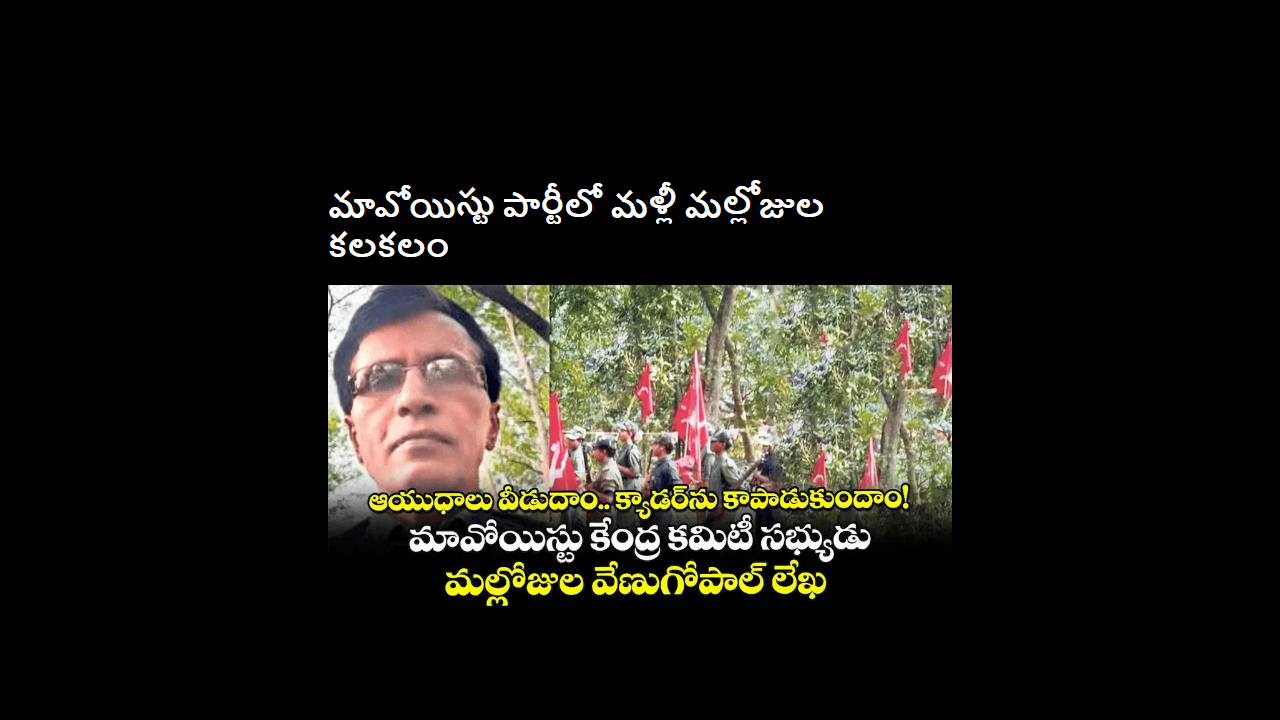 మావోయిస్టు పార్టీలో మళ్లీ మల్లోజుల
కలకలం
ఆయుధాలు వీడుదాం.. క్యాడర్‌ను కాపాడుకుందాం!
మావోయిస్టు కేంద్ర కమిటీ సభ్యుడు
మల్లోజుల వేణుగోపాల్ లేఖ